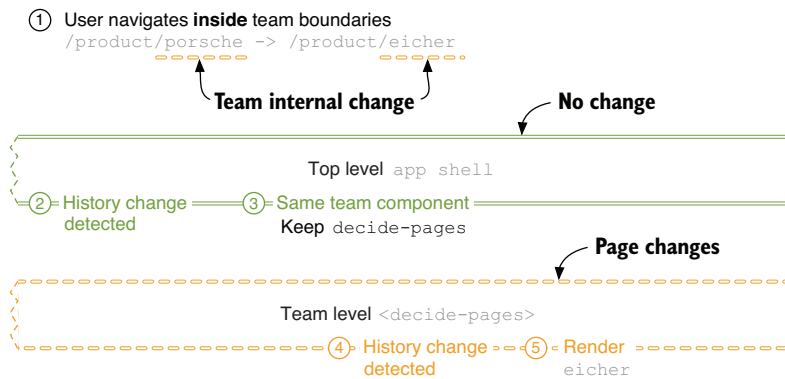 ① User navigates inside team boundaries
/product/porsche -> /product/eicher
Team internal change
No change
Top level app shell
② History change detected
③ Same team component
Keep decide-pages
Page changes
Team level <decide-pages>
④ History change detected
⑤ Render eicher